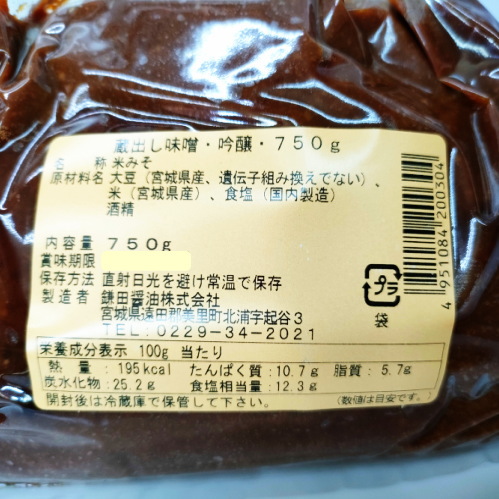 蔵出し味噌・吟醸・750g
名 称 米みそ
原材料名 大豆(宮城県産、遺伝子組み換えでない)、
米(宮城県産)、食塩(国内製造)
酒精
内容量 750g
賞味期限
保存方法 直射日光を避け常温で保存
製造者 鎌田醤油株式会社
宮城県遠田郡美里町北浦字起谷3
TEL:0229-34-2021
プラ
袋
4951084200304
栄養成分表示 100g 当たり
熱 量:195kcal たんぱく質:10.7g 脂質:5.7g
炭水化物:25.2g 食塩相当量:12.3g
開封後は冷蔵庫で保管して下さい。 (数値は目安です。)